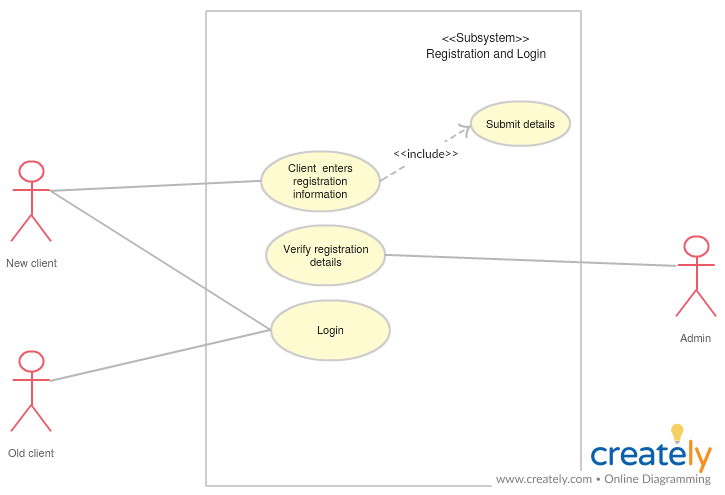 <<Subsystem>>
Registration and Login
Submit details
<<include>>
Client enters
registration
information
New client
Verify registration
details
Admin
Login
Old client
creately
www.creately.com • Online Diagramming